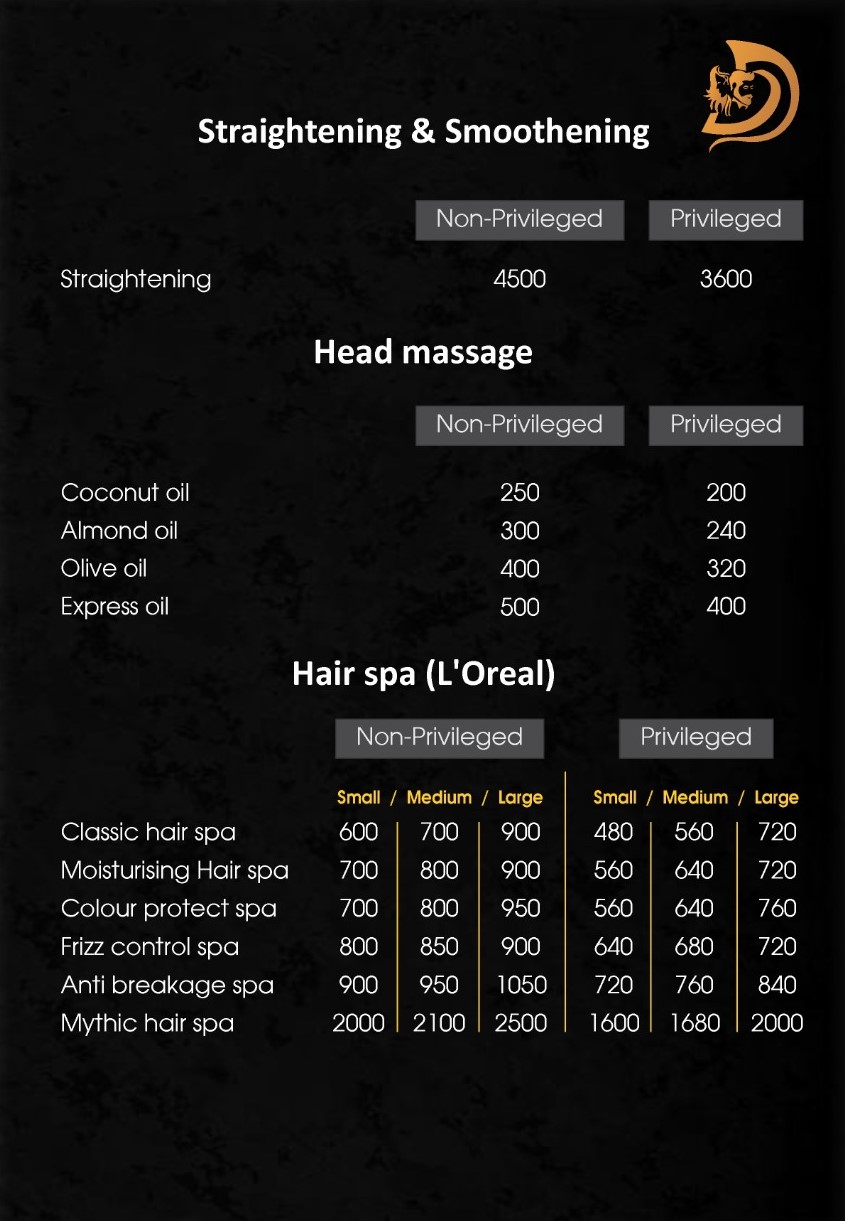 Straightening & Smoothening
Non-Privileged Privileged
Straightening 4500 3600
Head massage
Non-Privileged Privileged
Coconut oil 250 200
Almond oil 300 240
Olive oil 400 320
Express oil 500 400
Hair spa (L'Oreal)
Non-Privileged Privileged
Small / Medium / Large Small / Medium / Large
Classic hair spa 600 700 900 480 560 720
Moisturising Hair spa 700 800 900 560 640 720
Colour protect spa 700 800 950 560 640 760
Frizz control spa 800 850 900 640 680 720
Anti breakage spa 900 950 1050 720 760 840
Mythic hair spa 2000 2100 2500 1600 1680 2000